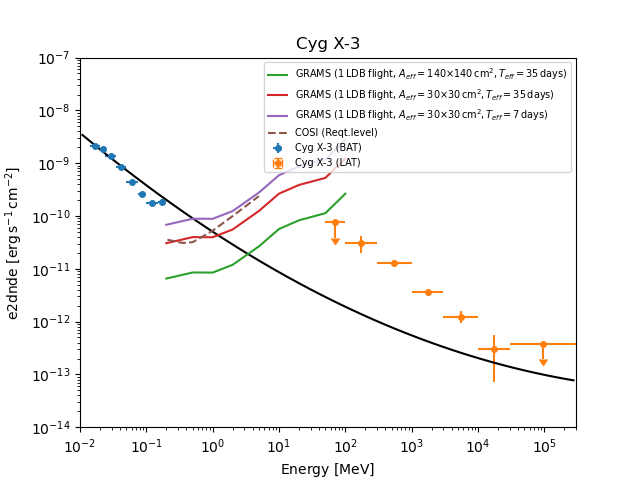 Cyg X-3
10⁻⁷
10⁻⁸
10⁻⁹
10⁻¹⁰
10⁻¹¹
10⁻¹²
10⁻¹³
10⁻¹⁴
e2dnde [erg s⁻¹ cm⁻²]
GRAMS (1 LDB flight, A_eff = 140×140 cm², T_eff = 35 days)
GRAMS (1 LDB flight, A_eff = 30×30 cm², T_eff = 35 days)
GRAMS (1 LDB flight, A_eff = 30×30 cm², T_eff = 7 days)
COSI (Reqt.level)
Cyg X-3 (BAT)
Cyg X-3 (LAT)
10⁻² 10⁻¹ 10⁰ 10¹ 10² 10³ 10⁴ 10⁵
Energy [MeV]